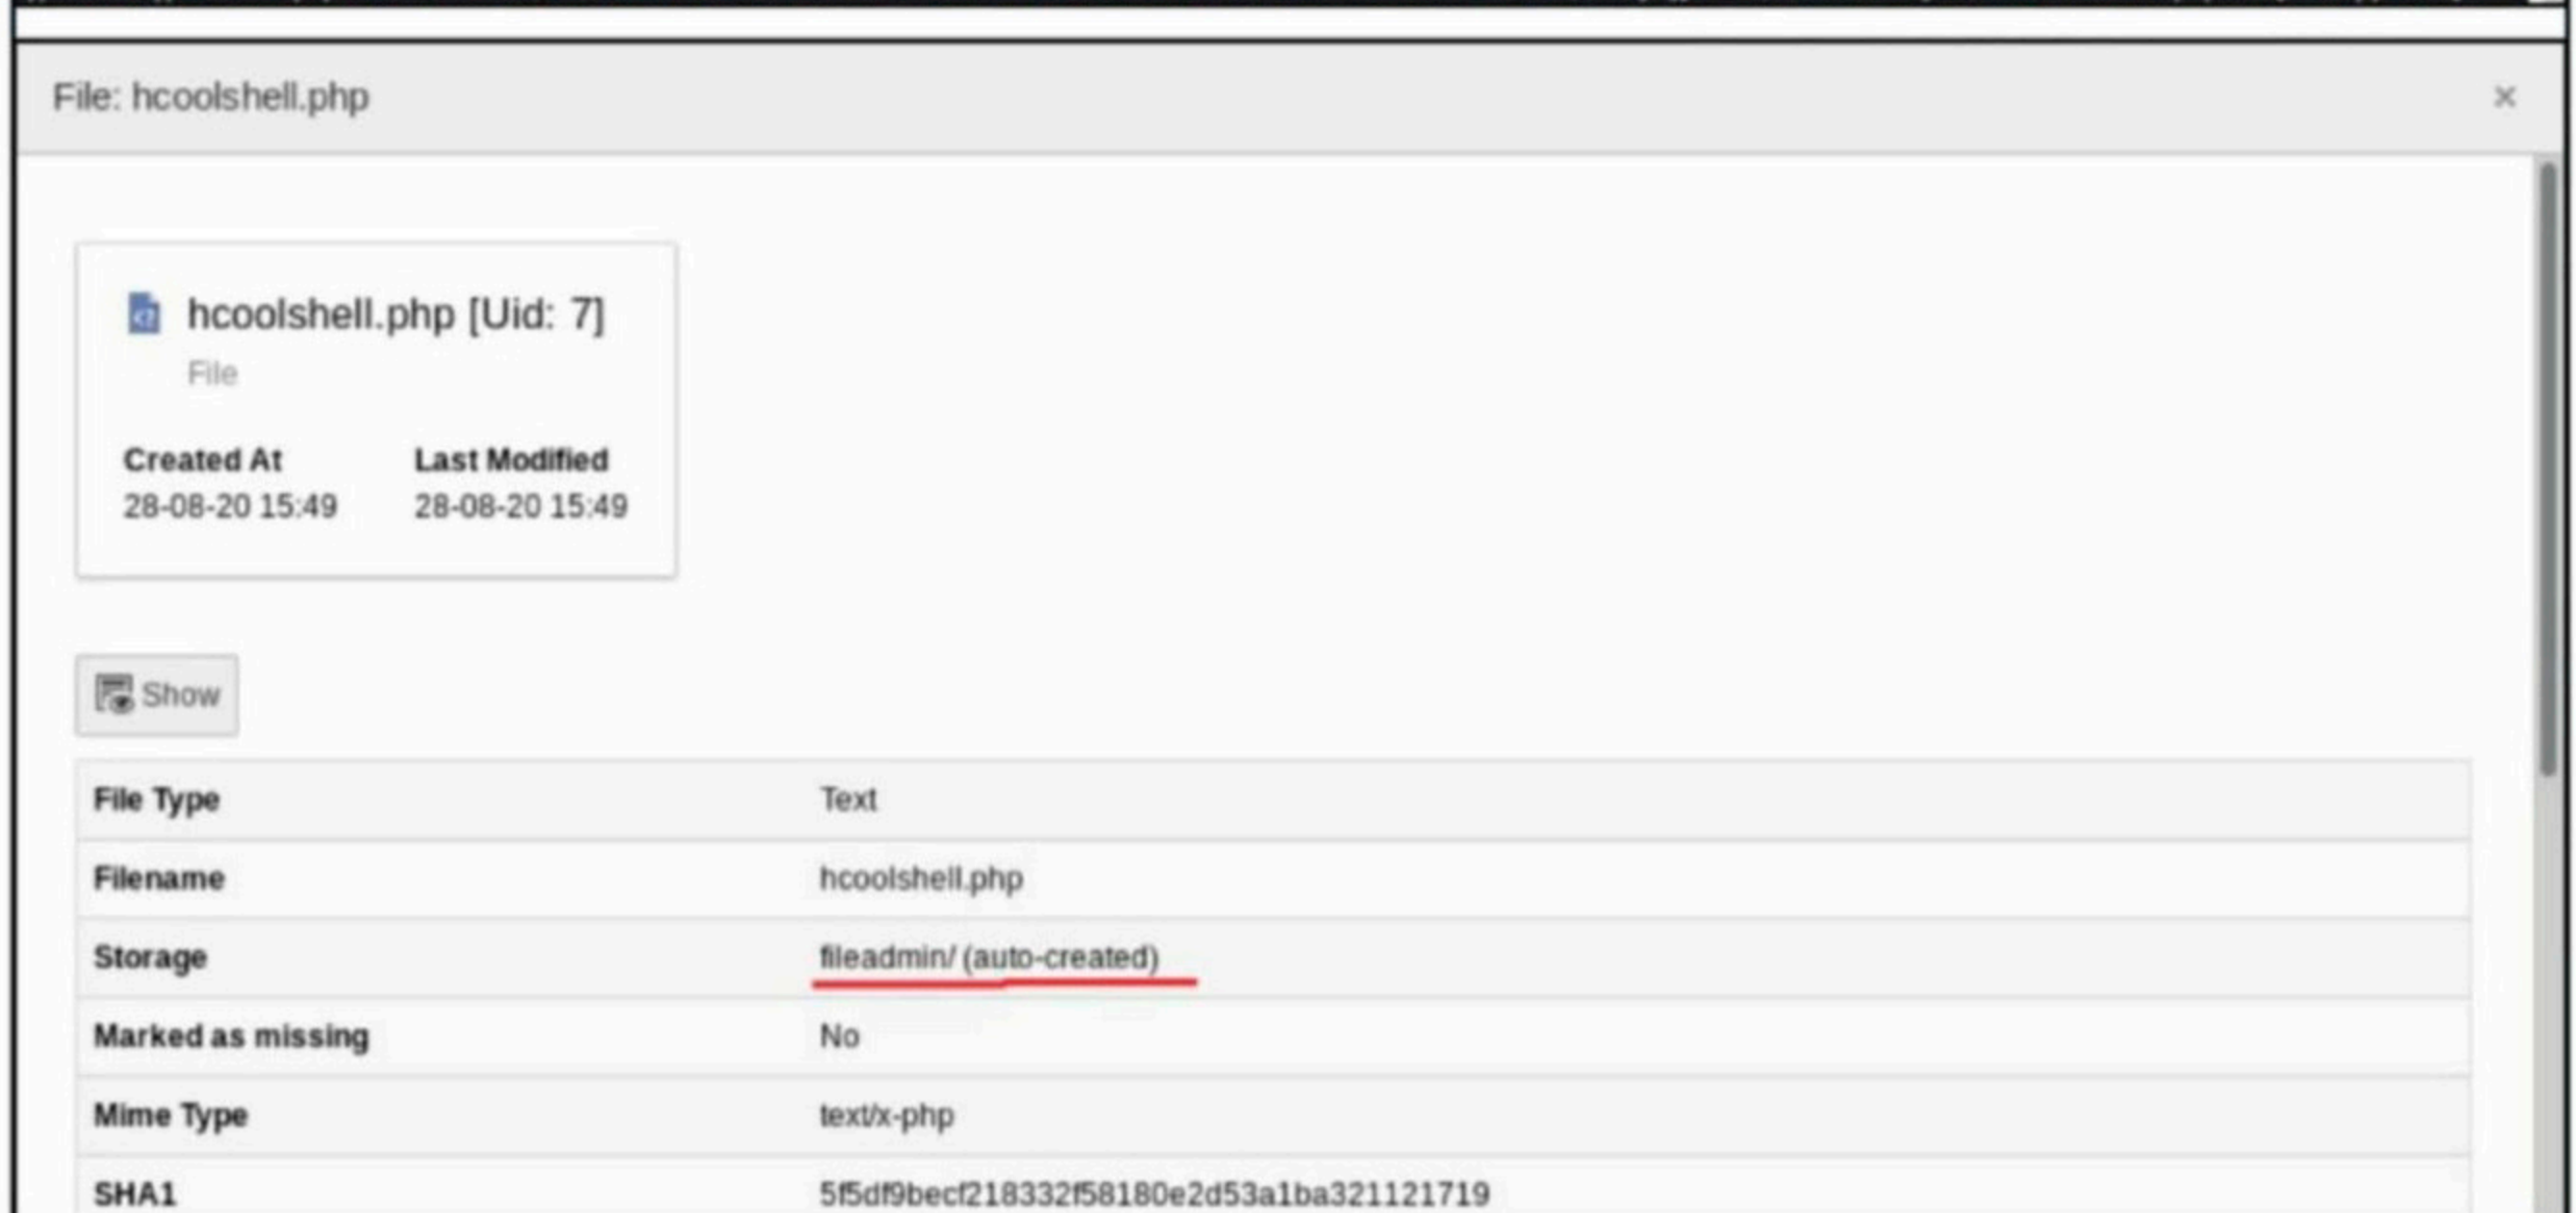 File: hcoolshell.php
×
hcoolshell.php [Uid: 7]
File
Created At Last Modified
28-08-20 15:49 28-08-20 15:49
Show
File Type Text
Filename hcoolshell.php
Storage fileadmin/ (auto-created)
Marked as missing No
Mime Type text/x-php
SHA1 5f5df9becf218332f58180e2d53a1ba321121719